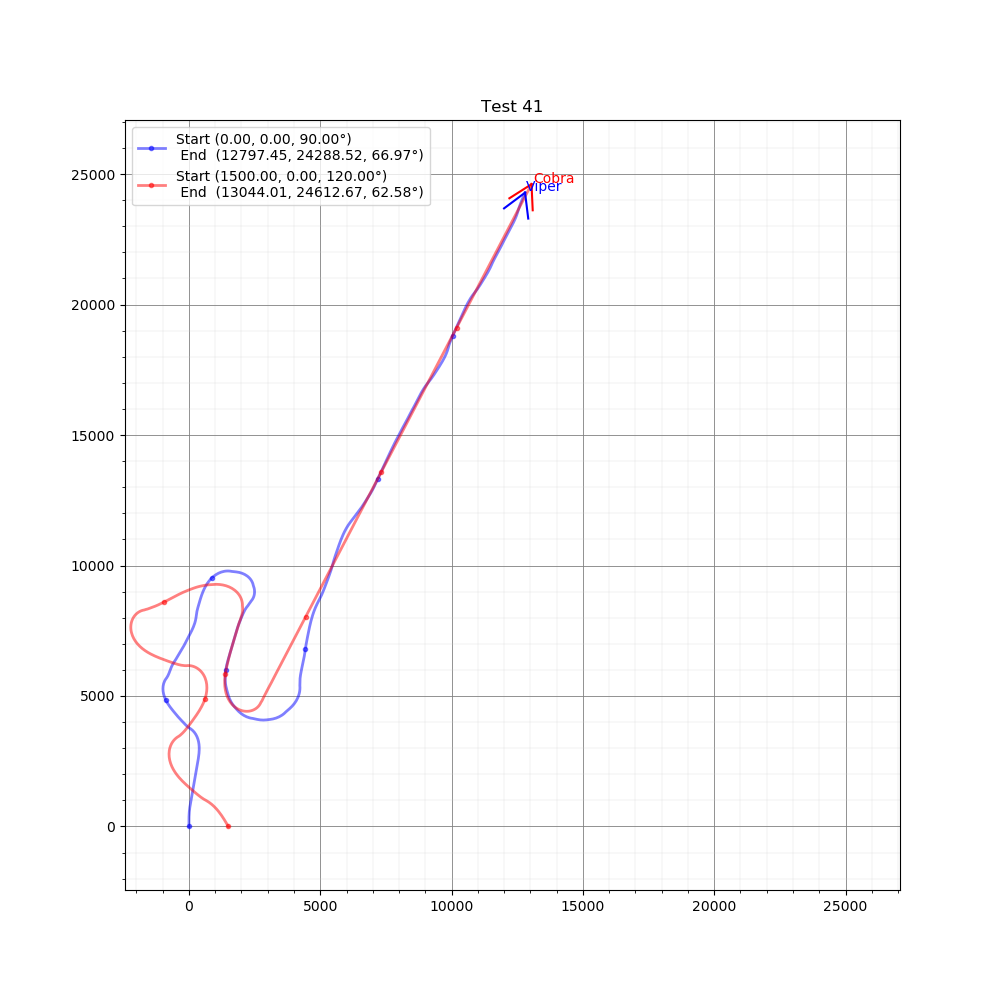 Test 41
Start (0.00, 0.00, 90.00°)
End  (12797.45, 24288.52, 66.97°)
Start (1500.00, 0.00, 120.00°)
End  (13044.01, 24612.67, 62.58°)
Cobra
Viper
25000
20000
15000
10000
5000
0
0
5000
10000
15000
20000
25000